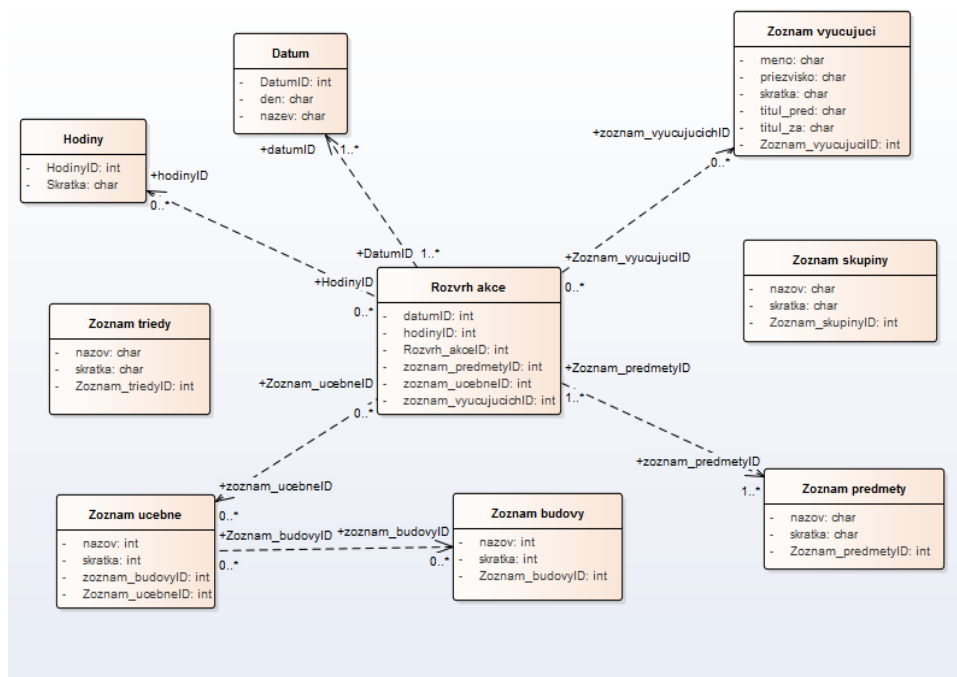 Datum
- DatumID: int
- den: char
- nazev: char
Zoznam vyucujuci
- meno: char
- priezvisko: char
- skratka: char
- titul_pred: char
- titul_za: char
- Zoznam_vyucujuciID: int
Hodiny
- HodinyID: int
- Skratka: char
+datumID 1..*
+zoznam_vyucujucichID
0..*
+hodinyID
0..*
+DatumID 1..*
+Zoznam_vyucujuciID
0..*
+HodinyID
0..*
Rozvrh akce
- datumID: int
- hodinyID: int
- Rozvrh_akceID: int
- zoznam_predmetyID: int
- zoznam_ucebneID: int
- zoznam_vyucujucichID: int
Zoznam skupiny
- nazov: char
- skratka: char
- Zoznam_skupinyID: int
Zoznam triedy
- nazov: char
- skratka: char
- Zoznam_triedyID: int
+Zoznam_ucebneID
0..*
+Zoznam_predmetyID
1..*
+zoznam_predmetyID
1..*
+zoznam_ucebneID
0..*
Zoznam ucebne
- nazov: int
- skratka: int
- zoznam_budovyID: int
- Zoznam_ucebneID: int
+Zoznam_budovyID
0..*
+zoznam_budovyID
0..*
Zoznam budovy
- nazov: int
- skratka: int
- Zoznam_budovyID: int
Zoznam predmety
- nazov: char
- skratka: char
- Zoznam_predmetyID: int